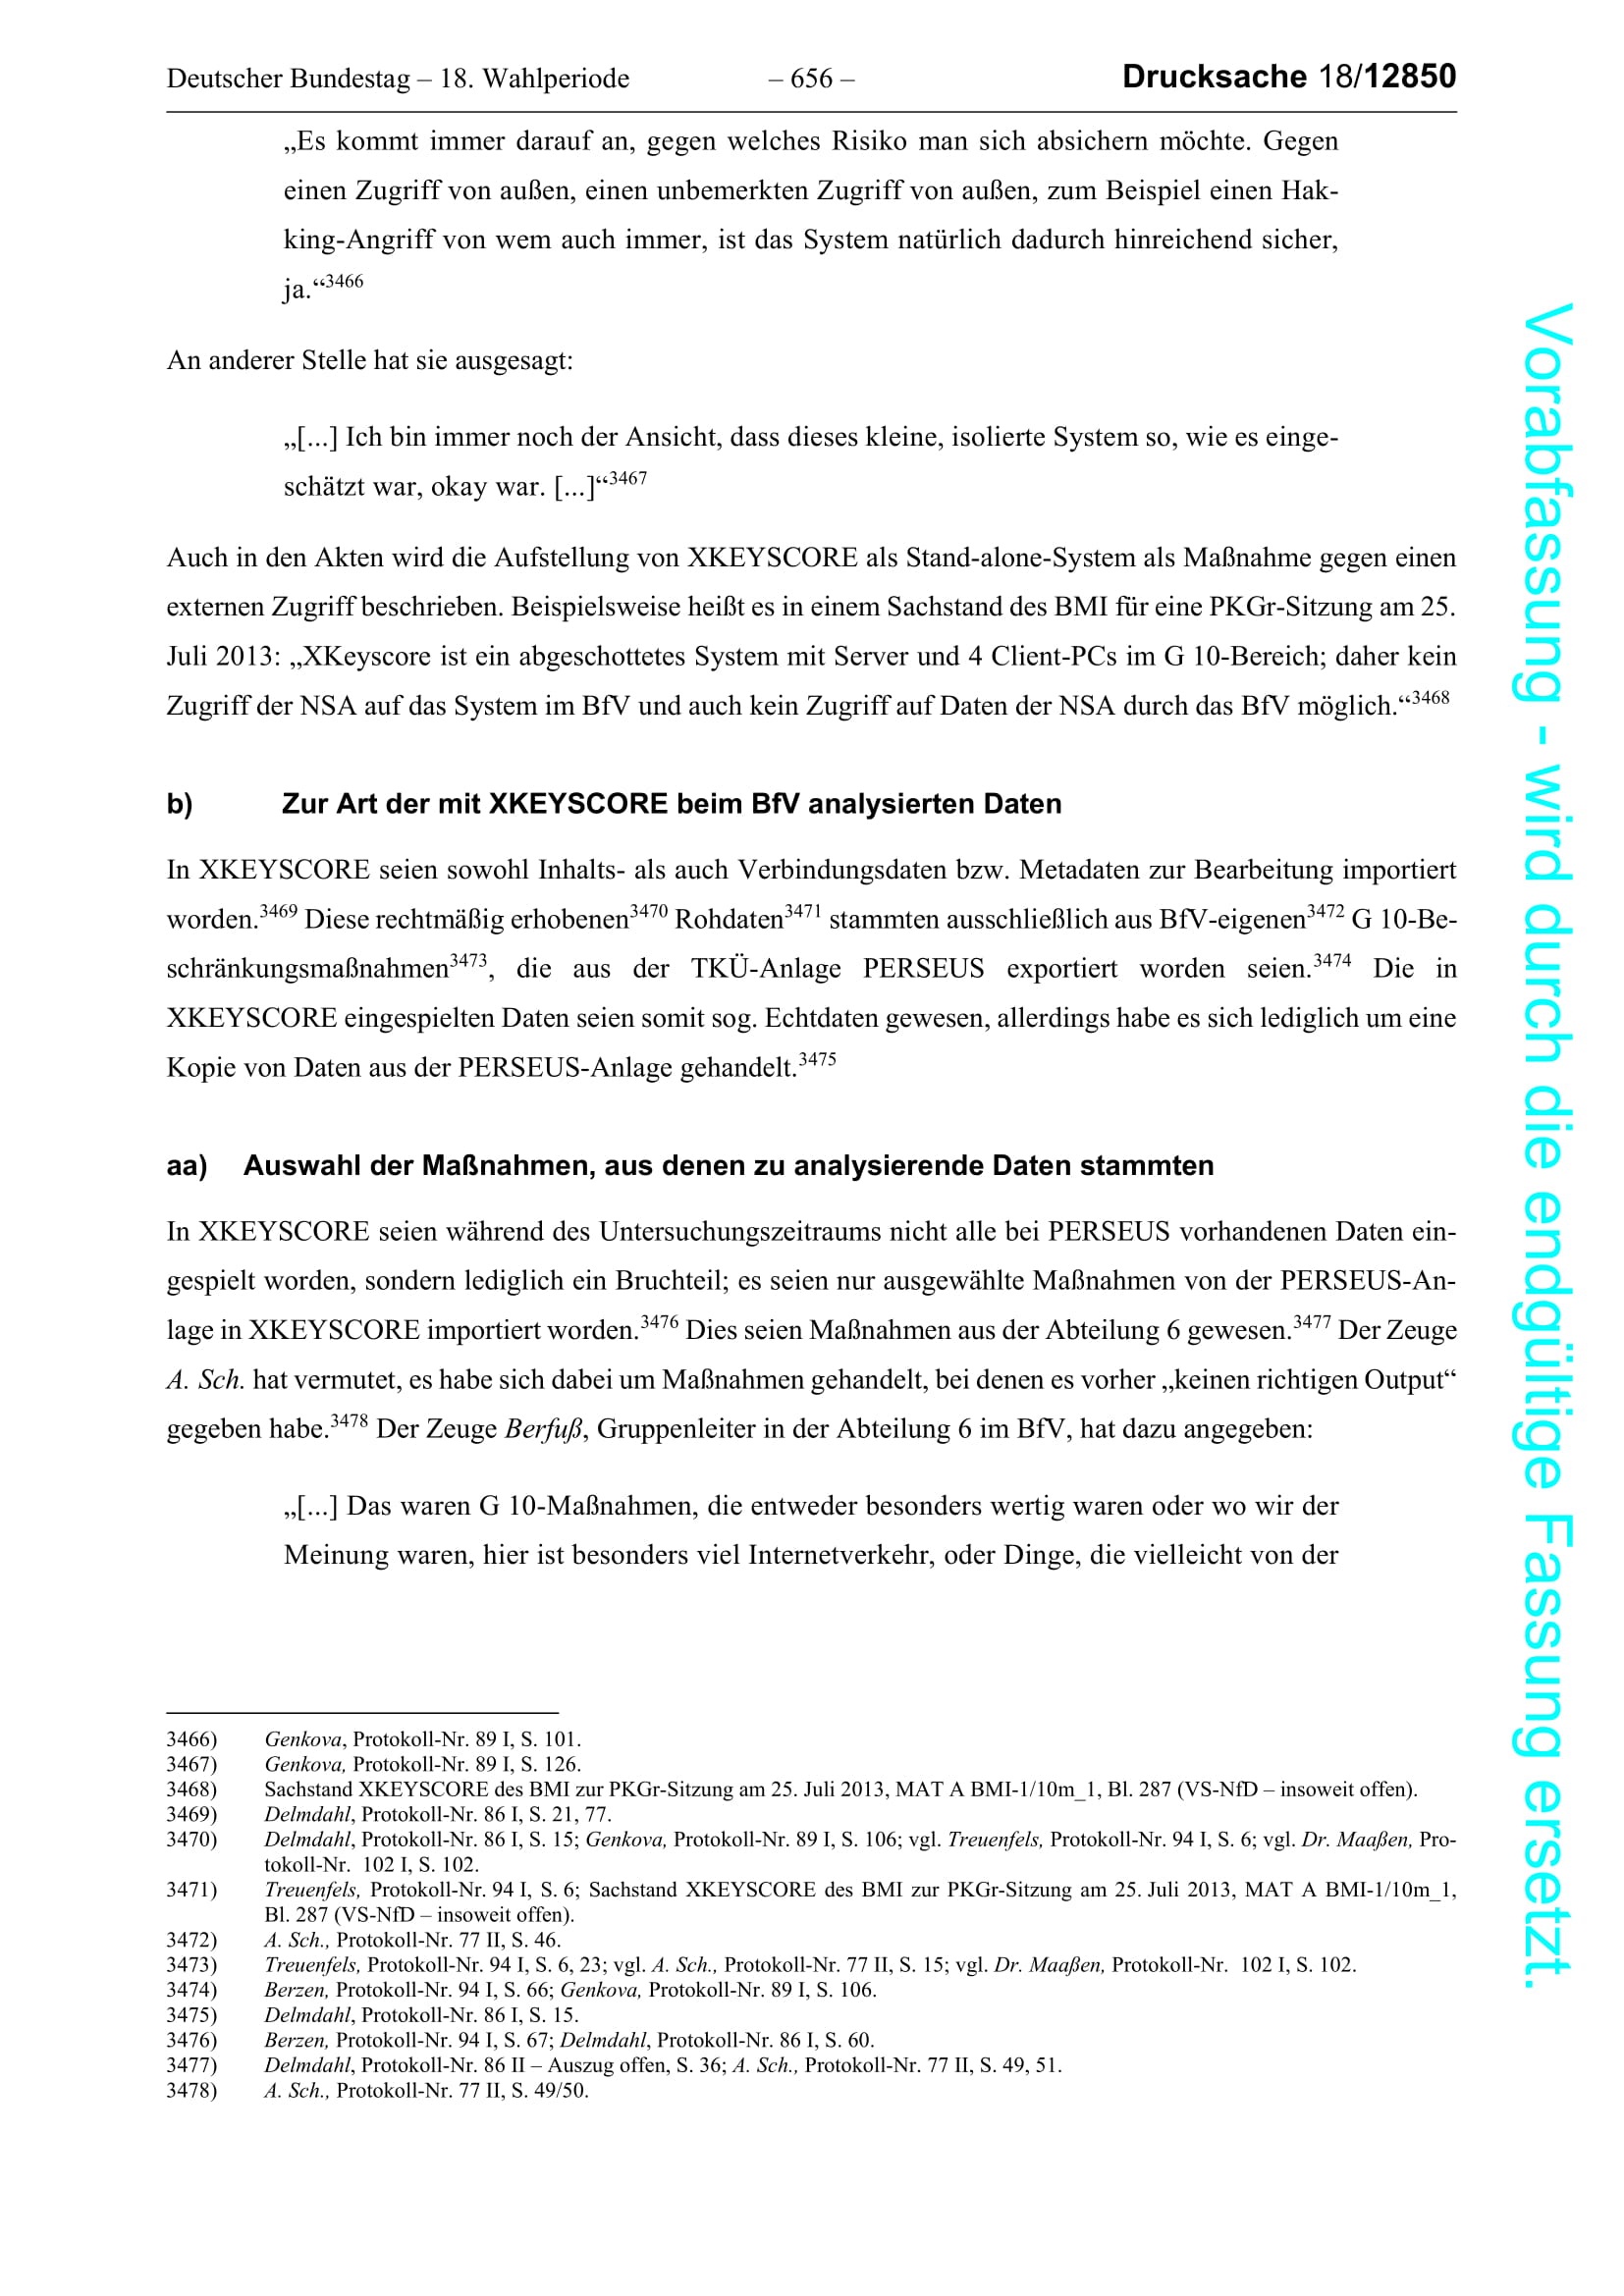 Deutscher Bundestag – 18. Wahlperiode – 656 – Drucksache 18/12850
„Es kommt immer darauf an, gegen welches Risiko man sich absichern möchte. Gegen
einen Zugriff von außen, einen unbemerkten Zugriff von außen, zum Beispiel einen Hak-
king-Angriff von wem auch immer, ist das System natürlich dadurch hinreichend sicher,
ja.“3466
An anderer Stelle hat sie ausgesagt:
„[...] Ich bin immer noch der Ansicht, dass dieses kleine, isolierte System so, wie es einge-
schätzt war, okay war. [...]“3467
Auch in den Akten wird die Aufstellung von XKEYSCORE als Stand-alone-System als Maßnahme gegen einen
externen Zugriff beschrieben. Beispielsweise heißt es in einem Sachstand des BMI für eine PKGr-Sitzung am 25.
Juli 2013: „XKeyscore ist ein abgeschottetes System mit Server und 4 Client-PCs im G 10-Bereich; daher kein
Zugriff der NSA auf das System im BfV und auch kein Zugriff auf Daten der NSA durch das BfV möglich.“3468
b) Zur Art der mit XKEYSCORE beim BfV analysierten Daten
In XKEYSCORE seien sowohl Inhalts- als auch Verbindungsdaten bzw. Metadaten zur Bearbeitung importiert
worden.3469 Diese rechtmäßig erhobenen3470 Rohdaten3471 stammten ausschließlich aus BfV-eigenen3472 G 10-Be-
schränkungsmaßnahmen3473, die aus der TKÜ-Anlage PERSEUS exportiert worden seien.3474 Die in
XKEYSCORE eingespielten Daten seien somit sog. Echtdaten gewesen, allerdings habe es sich lediglich um eine
Kopie von Daten aus der PERSEUS-Anlage gehandelt.3475
aa) Auswahl der Maßnahmen, aus denen zu analysierende Daten stammten
In XKEYSCORE seien während des Untersuchungszeitraums nicht alle bei PERSEUS vorhandenen Daten ein-
gespielt worden, sondern lediglich ein Bruchteil; es seien nur ausgewählte Maßnahmen von der PERSEUS-An-
lage in XKEYSCORE importiert worden.3476 Dies seien Maßnahmen aus der Abteilung 6 gewesen.3477 Der Zeuge
A. Sch. hat vermutet, es habe sich dabei um Maßnahmen gehandelt, bei denen es vorher „keinen richtigen Output“
gegeben habe.3478 Der Zeuge Berfuß, Gruppenleiter in der Abteilung 6 im BfV, hat dazu angegeben:
„[...] Das waren G 10-Maßnahmen, die entweder besonders wertig waren oder wo wir der
Meinung waren, hier ist besonders viel Internetverkehr, oder Dinge, die vielleicht von der
3466) Genkova, Protokoll-Nr. 89 I, S. 101.
3467) Genkova, Protokoll-Nr. 89 I, S. 126.
3468) Sachstand XKEYSCORE des BMI zur PKGr-Sitzung am 25. Juli 2013, MAT A BMI-1/10m_1, Bl. 287 (VS-NfD – insoweit offen).
3469) Delmdahl, Protokoll-Nr. 86 I, S. 21, 77.
3470) Delmdahl, Protokoll-Nr. 86 I, S. 15; Genkova, Protokoll-Nr. 89 I, S. 106; vgl. Treuenfels, Protokoll-Nr. 94 I, S. 6; vgl. Dr. Maaßen, Pro-
tokoll-Nr. 102 I, S. 102.
3471) Treuenfels, Protokoll-Nr. 94 I, S. 6; Sachstand XKEYSCORE des BMI zur PKGr-Sitzung am 25. Juli 2013, MAT A BMI-1/10m_1,
Bl. 287 (VS-NfD – insoweit offen).
3472) A. Sch., Protokoll-Nr. 77 II, S. 46.
3473) Treuenfels, Protokoll-Nr. 94 I, S. 6, 23; vgl. A. Sch., Protokoll-Nr. 77 II, S. 15; vgl. Dr. Maaßen, Protokoll-Nr. 102 I, S. 102.
3474) Berzen, Protokoll-Nr. 94 I, S. 66; Genkova, Protokoll-Nr. 89 I, S. 106.
3475) Delmdahl, Protokoll-Nr. 86 I, S. 15.
3476) Berzen, Protokoll-Nr. 94 I, S. 67; Delmdahl, Protokoll-Nr. 86 I, S. 60.
3477) Delmdahl, Protokoll-Nr. 86 II – Auszug offen, S. 36; A. Sch., Protokoll-Nr. 77 II, S. 49, 51.
3478) A. Sch., Protokoll-Nr. 77 II, S. 49/50.
Vorabfassung - wird durch die endgültige Fassung ersetzt.